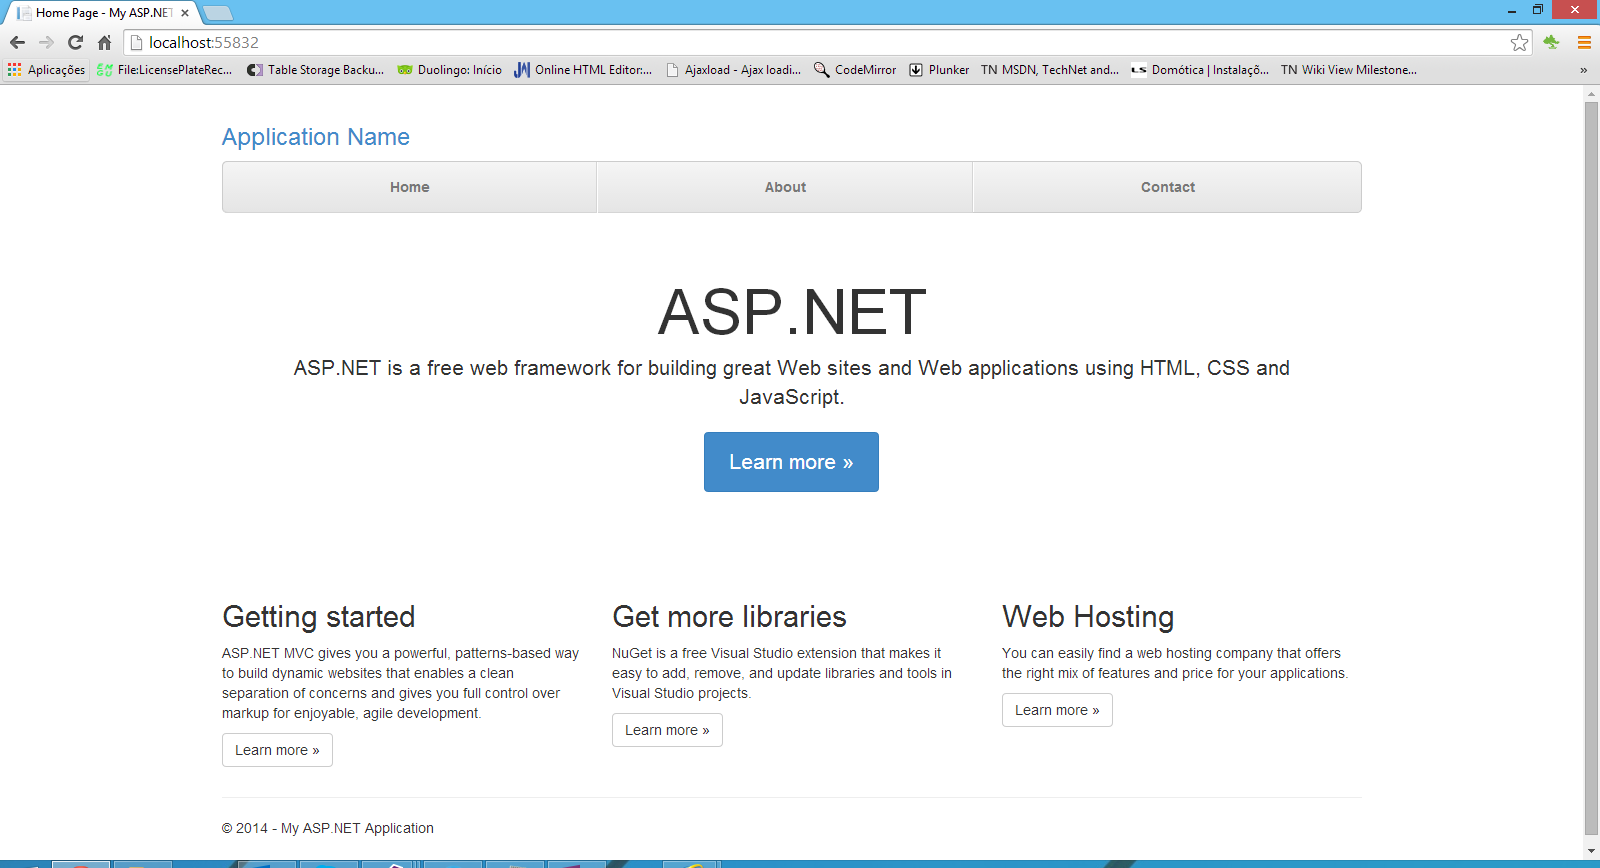 Home Page - My ASP.NET
localhost:55832
Aplicações File:LicensePlateRec... Table Storage Backu... Duolingo: Início Online HTML Editor:... Ajaxload - Ajax loadi... CodeMirror Plunker TN MSDN, TechNet and... LS Domótica | Instalaçõ... TN Wiki View Milestone... »
Application Name
Home About Contact
ASP.NET
ASP.NET is a free web framework for building great Web sites and Web applications using HTML, CSS and
JavaScript.
Learn more »
Getting started
ASP.NET MVC gives you a powerful, patterns-based way
to build dynamic websites that enables a clean
separation of concerns and gives you full control over
markup for enjoyable, agile development.
Learn more »
Get more libraries
NuGet is a free Visual Studio extension that makes it
easy to add, remove, and update libraries and tools in
Visual Studio projects.
Learn more »
Web Hosting
You can easily find a web hosting company that offers
the right mix of features and price for your applications.
Learn more »
© 2014 - My ASP.NET Application